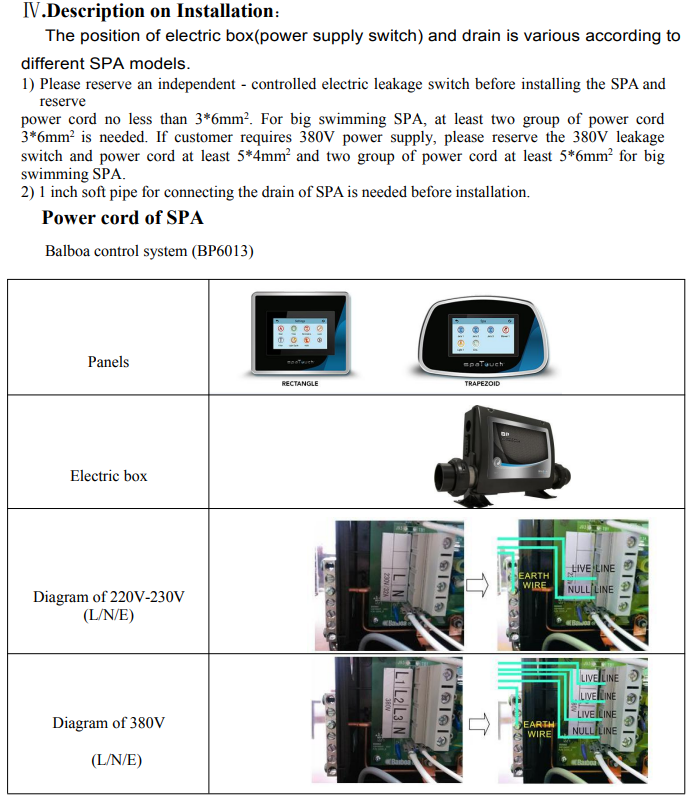 Ⅳ.Description on Installation:
The position of electric box(power supply switch) and drain is various according to
different SPA models.
1) Please reserve an independent - controlled electric leakage switch before installing the SPA and
reserve
power cord no less than 3*6mm². For big swimming SPA, at least two group of power cord
3*6mm² is needed. If customer requires 380V power supply, please reserve the 380V leakage
switch and power cord at least 5*4mm² and two group of power cord at least 5*6mm² for big
swimming SPA.
2) 1 inch soft pipe for connecting the drain of SPA is needed before installation.
Power cord of SPA
Balboa control system (BP6013)
Panels
spaTouch
spaTouch
RECTANGLE
TRAPEZOID
Electric box
Diagram of 220V-230V
(L/N/E)
L N
EARTH
WIRE
LIVE LINE
NULL LINE
Diagram of 380V
(L/N/E)
L1 L2 L3 N
380V
EARTH
WIRE
LIVE LINE
LIVE LINE
LIVE LINE
NULL LINE